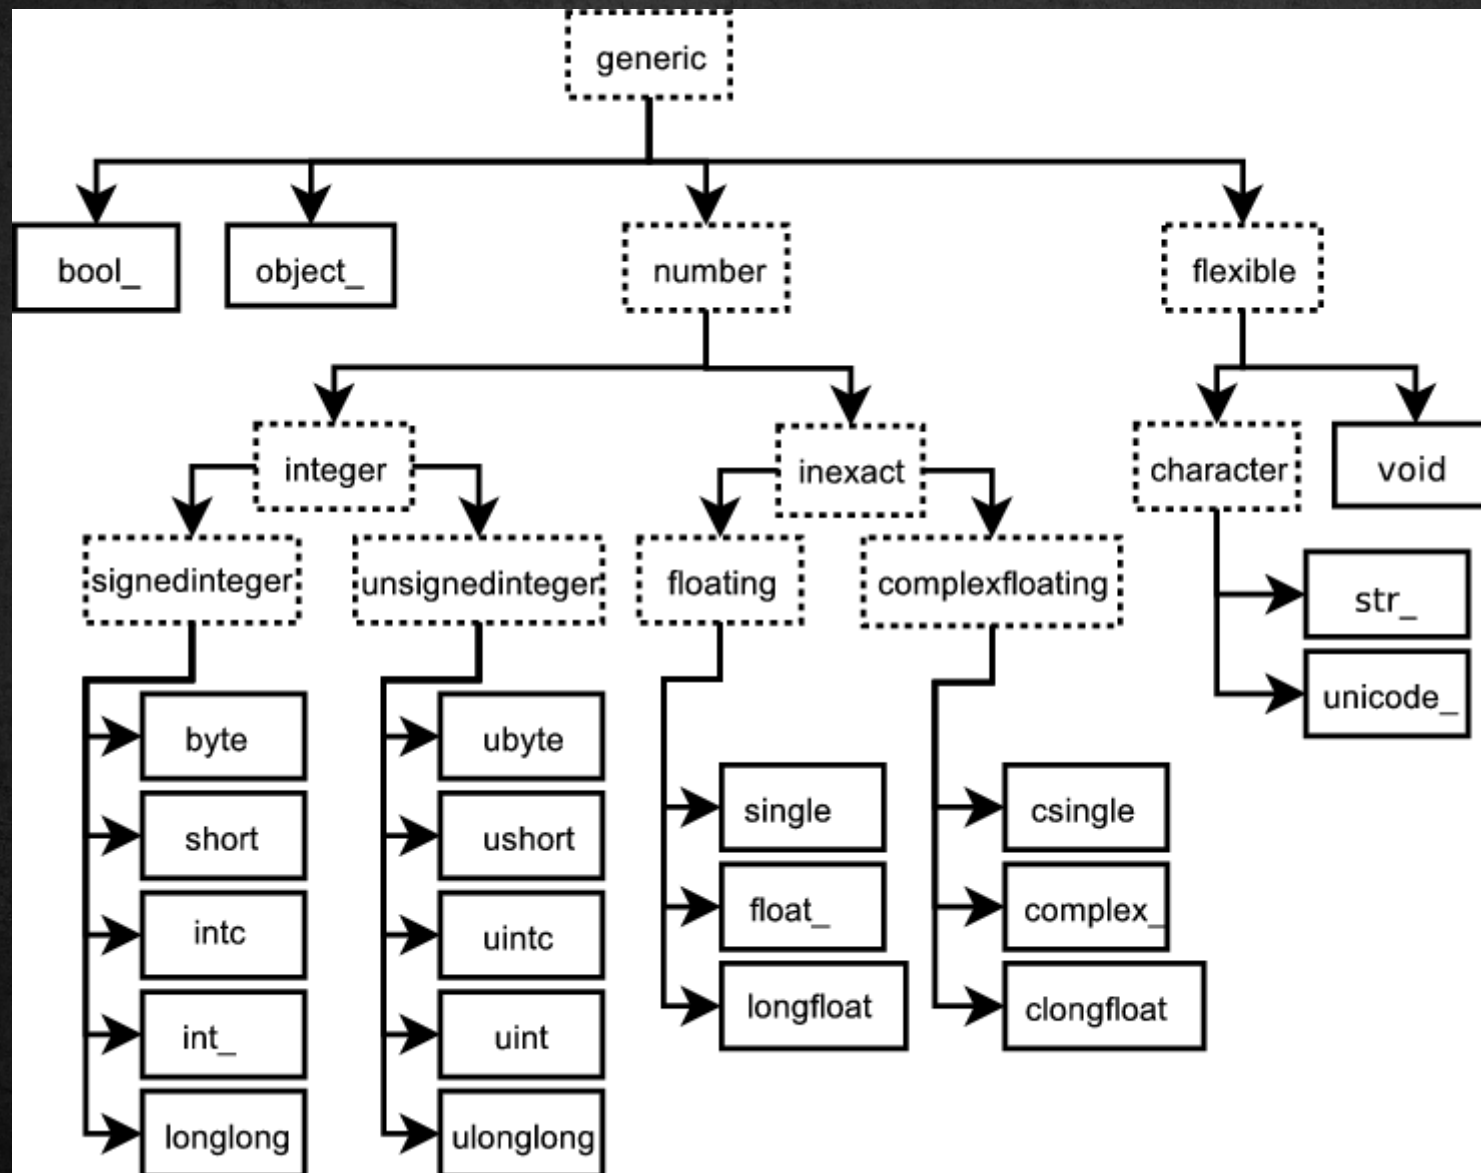 generic
bool_ object_ number flexible
integer inexact character void
signedinteger unsignedinteger floating complexfloating
str_
unicode_
byte ubyte
single csingle
short ushort
float_ complex_
intc uintc
longfloat clongfloat
int_ uint
longlong ulonglong